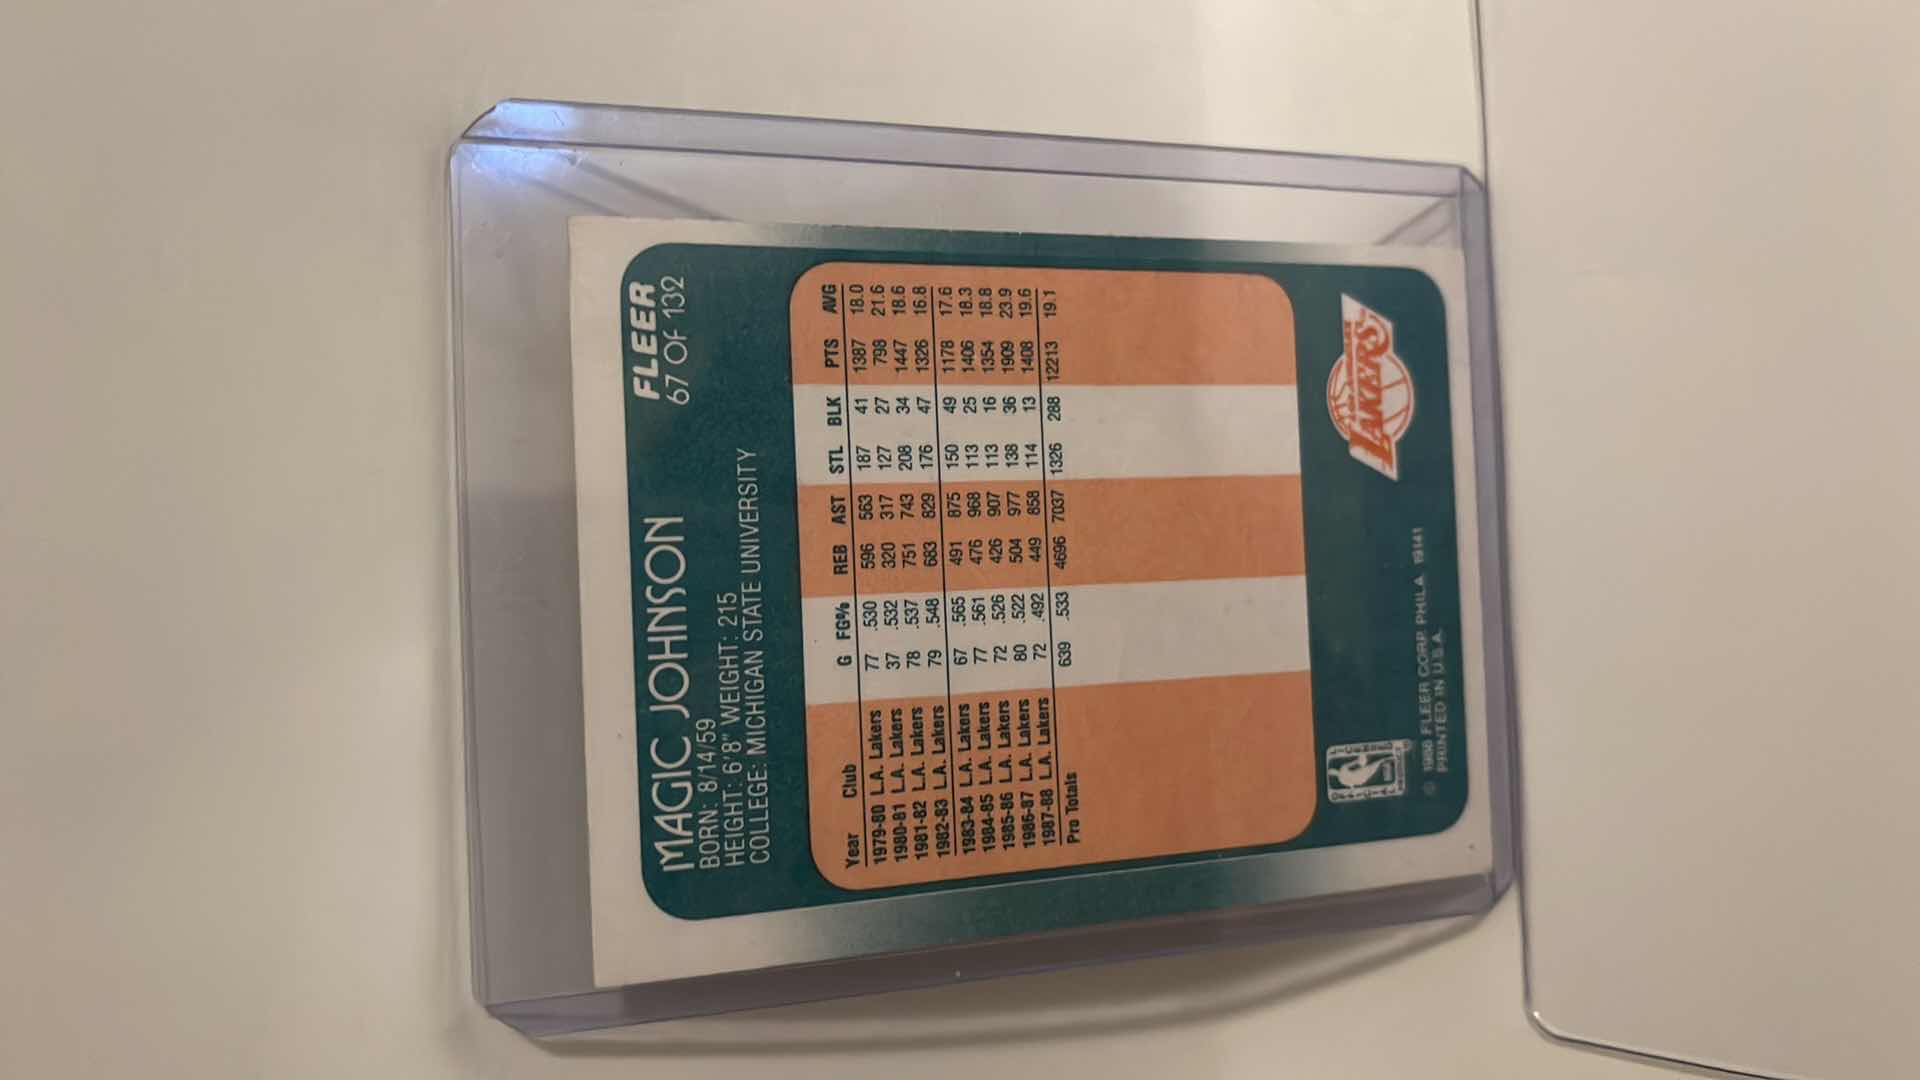 FLEER
67 OF 132
MAGIC JOHNSON
BORN: 8/14/59
HEIGHT: 6'8" WEIGHT: 215
COLLEGE: MICHIGAN STATE UNIVERSITY
Year Club G FG% REB AST STL BLK PTS AVG
1979-80 L.A. Lakers 77 .530 596 563 187 41 1387 18.0
1980-81 L.A. Lakers 37 .532 320 317 127 27 798 21.6
1981-82 L.A. Lakers 78 .537 751 743 208 34 1447 18.6
1982-83 L.A. Lakers 79 .548 683 829 176 47 1326 16.8
1983-84 L.A. Lakers 67 .565 491 875 150 49 1178 17.6
1984-85 L.A. Lakers 77 .561 476 968 113 25 1406 18.3
1985-86 L.A. Lakers 72 .526 426 907 113 16 1354 18.8
1986-87 L.A. Lakers 80 .522 504 977 138 36 1909 23.9
1987-88 L.A. Lakers 72 .492 449 858 114 13 1408 19.6
Pro Totals 639 .533 4696 7037 1326 288 12213 19.1
NBA
© 1988 FLEER CORP. PHILA. 19141
PRINTED IN U.S.A.
LAKERS